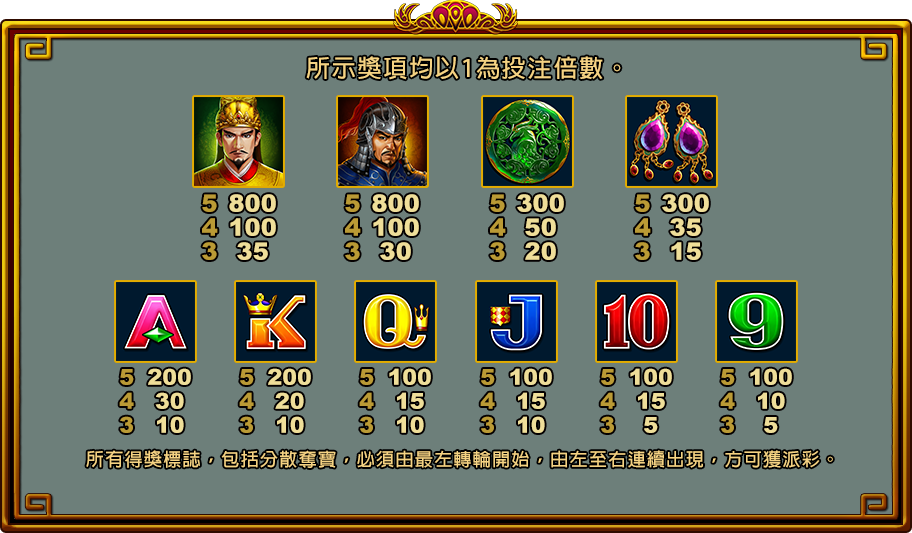 所示獎項均以1為投注倍數。
5 800 5 800 5 300 5 300
4 100 4 100 4 50 4 35
3 35 3 30 3 20 3 15
A K Q J 10 9
5 200 5 200 5 100 5 100 5 100 5 100
4 30 4 20 4 15 4 15 4 15 4 10
3 10 3 10 3 10 3 10 3 5 3 5
所有得獎標誌，包括分散奪寶，必須由最左轉輪開始，由左至右連續出現，方可獲派彩。